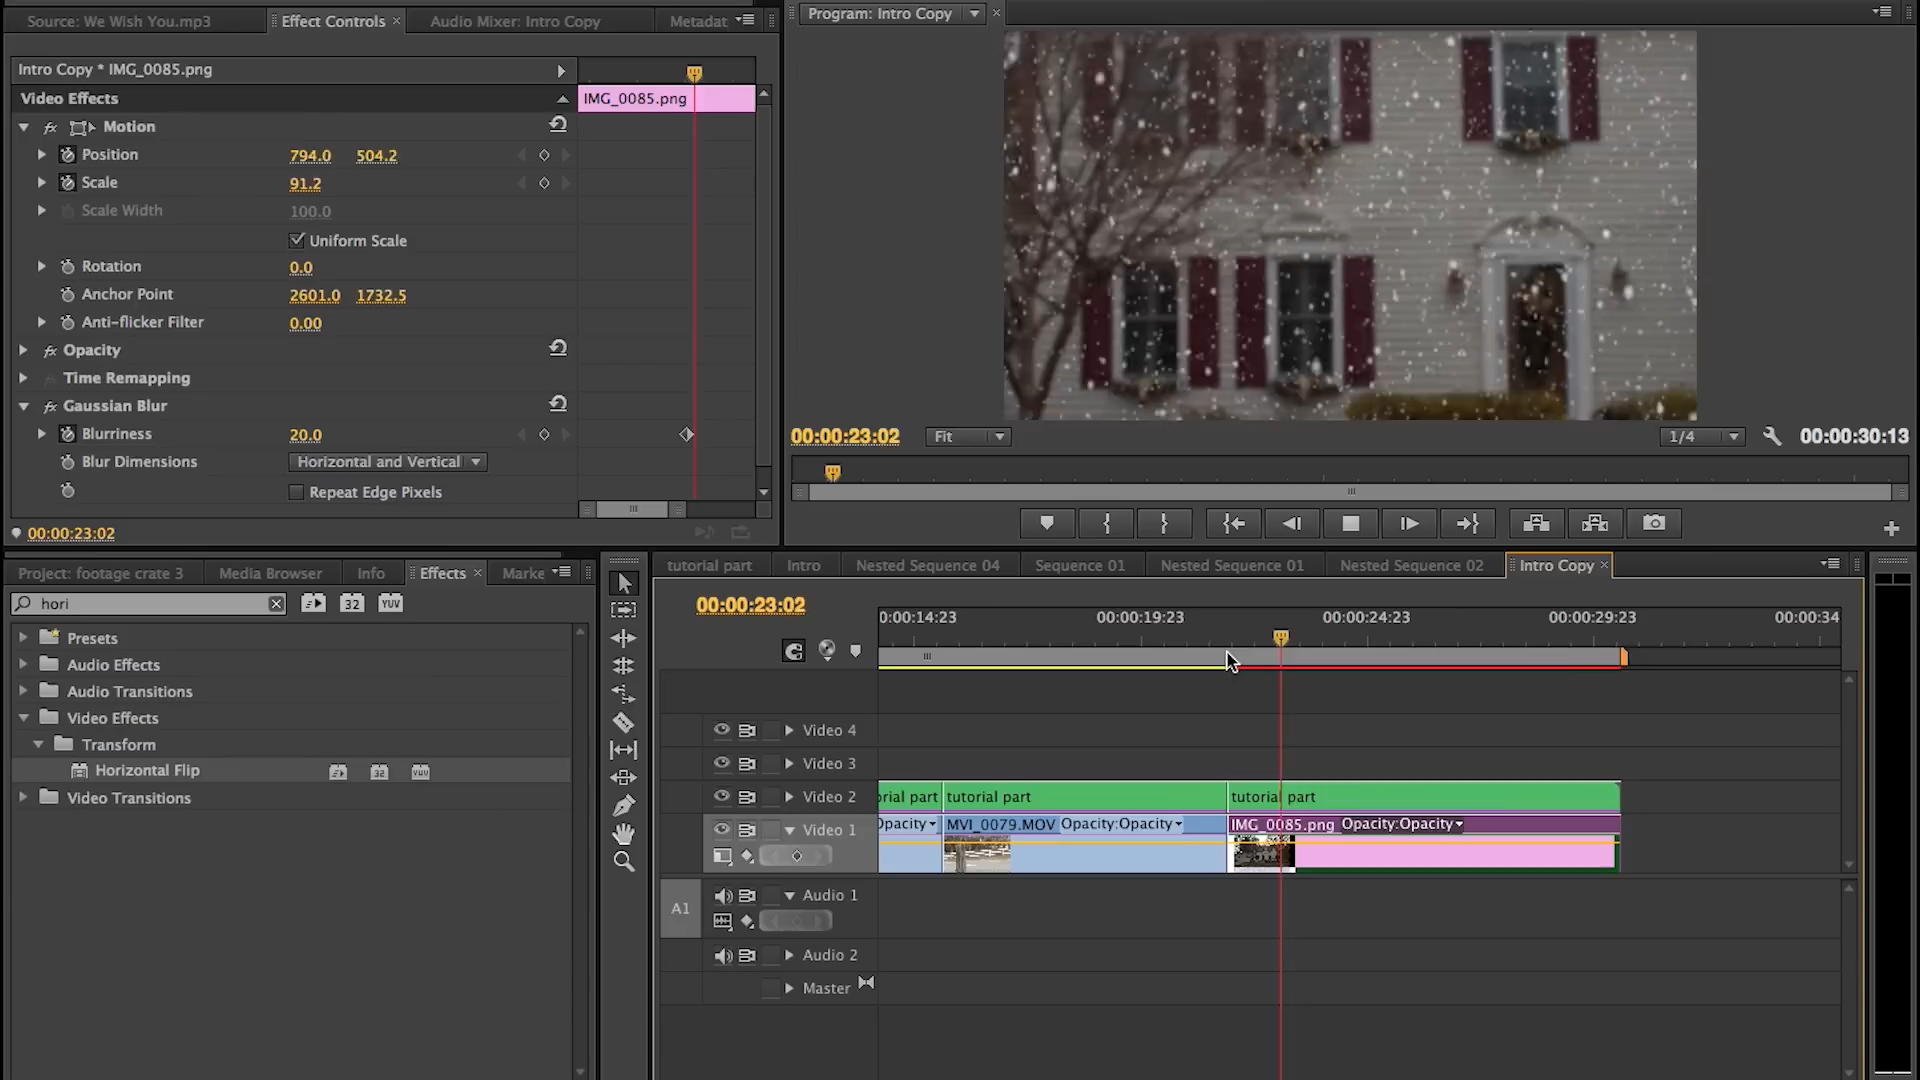 Source: We Wish You.mp3
Effect Controls ×
Audio Mixer: Intro Copy
Metadat
Program: Intro Copy
Intro Copy * IMG_0085.png
Video Effects
IMG_0085.png
fx Motion
Position 794.0 504.2
Scale 91.2
Scale Width 100.0
Uniform Scale
Rotation 0.0
Anchor Point 2601.0 1732.5
Anti-flicker Filter 0.00
fx Opacity
Time Remapping
fx Gaussian Blur
Blurriness 20.0
Blur Dimensions Horizontal and Vertical
Repeat Edge Pixels
00:00:23:02
00:00:23:02 Fit 1/4 00:00:30:13
Project: footage crate 3
Media Browser
Info
Effects ×
Marke
hori
32 YUV
Presets
Audio Effects
Audio Transitions
Video Effects
Transform
Horizontal Flip 32 YUV
Video Transitions
tutorial part
Intro
Nested Sequence 04
Sequence 01
Nested Sequence 01
Nested Sequence 02
Intro Copy ×
00:00:23:02
0:00:14:23 00:00:19:23 00:00:24:23 00:00:29:23 00:00:34
Video 4
Video 3
Video 2
orial part tutorial part tutorial part
Video 1
Opacity MVI_0079.MOV Opacity:Opacity IMG_0085.png Opacity:Opacity
A1
Audio 1
Audio 2
Master